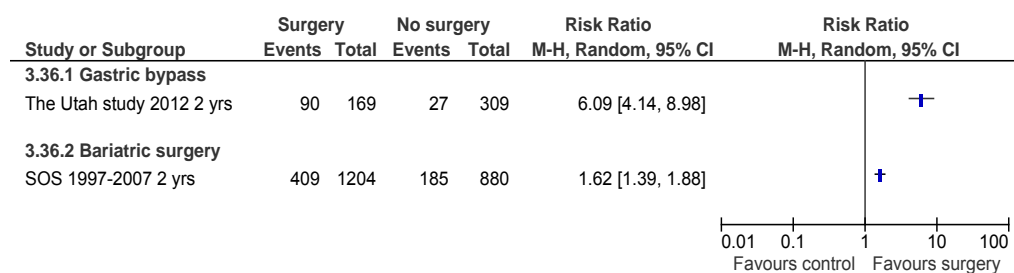 Surgery No surgery Risk Ratio Risk Ratio
Study or Subgroup Events Total Events Total M-H, Random, 95% CI M-H, Random, 95% CI
3.36.1 Gastric bypass
The Utah study 2012 2 yrs 90 169 27 309 6.09 [4.14, 8.98]
3.36.2 Bariatric surgery
SOS 1997-2007 2 yrs 409 1204 185 880 1.62 [1.39, 1.88]
0.01 0.1 1 10 100
Favours control Favours surgery